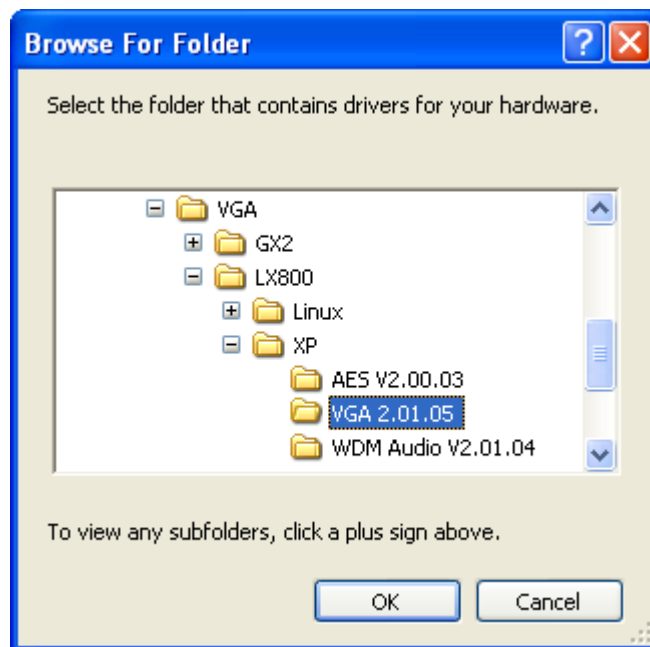 Browse For Folder
Select the folder that contains drivers for your hardware.
VGA
GX2
LX800
Linux
XP
AES V2.00.03
VGA 2.01.05
WDM Audio V2.01.04
To view any subfolders, click a plus sign above.
OK Cancel